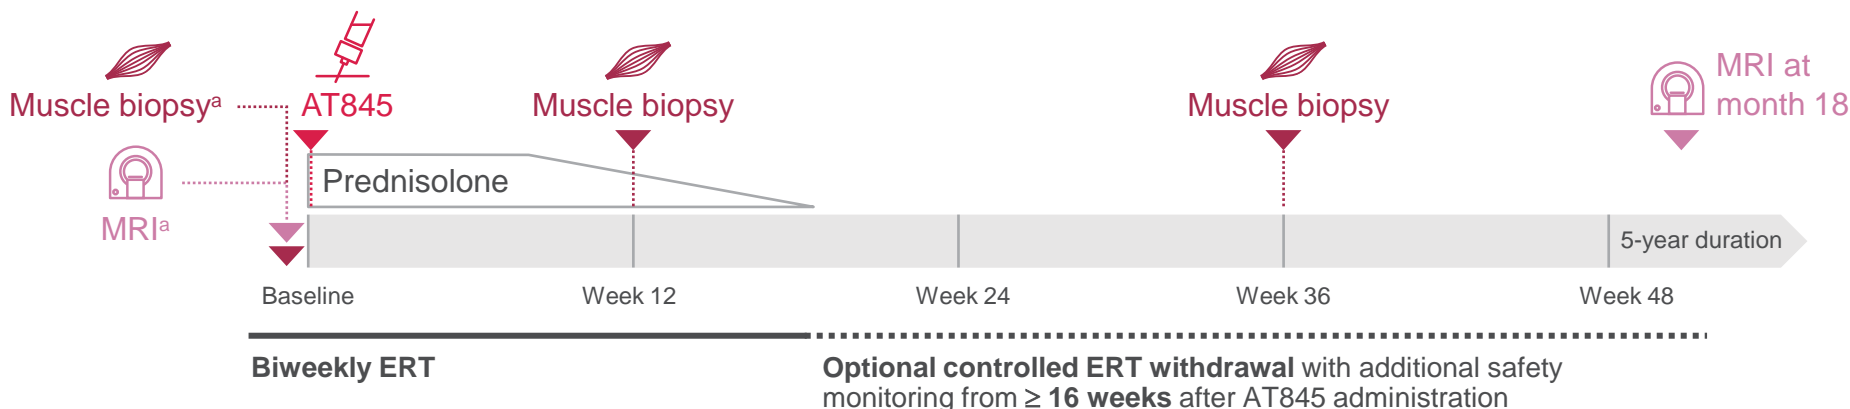 Muscle biopsyᵃ
AT845
Muscle biopsy
Muscle biopsy
MRI at
month 18
MRIᵃ
Prednisolone
5-year duration
Baseline
Week 12
Week 24
Week 36
Week 48
Biweekly ERT
Optional controlled ERT withdrawal with additional safety
monitoring from ≥ 16 weeks after AT845 administration